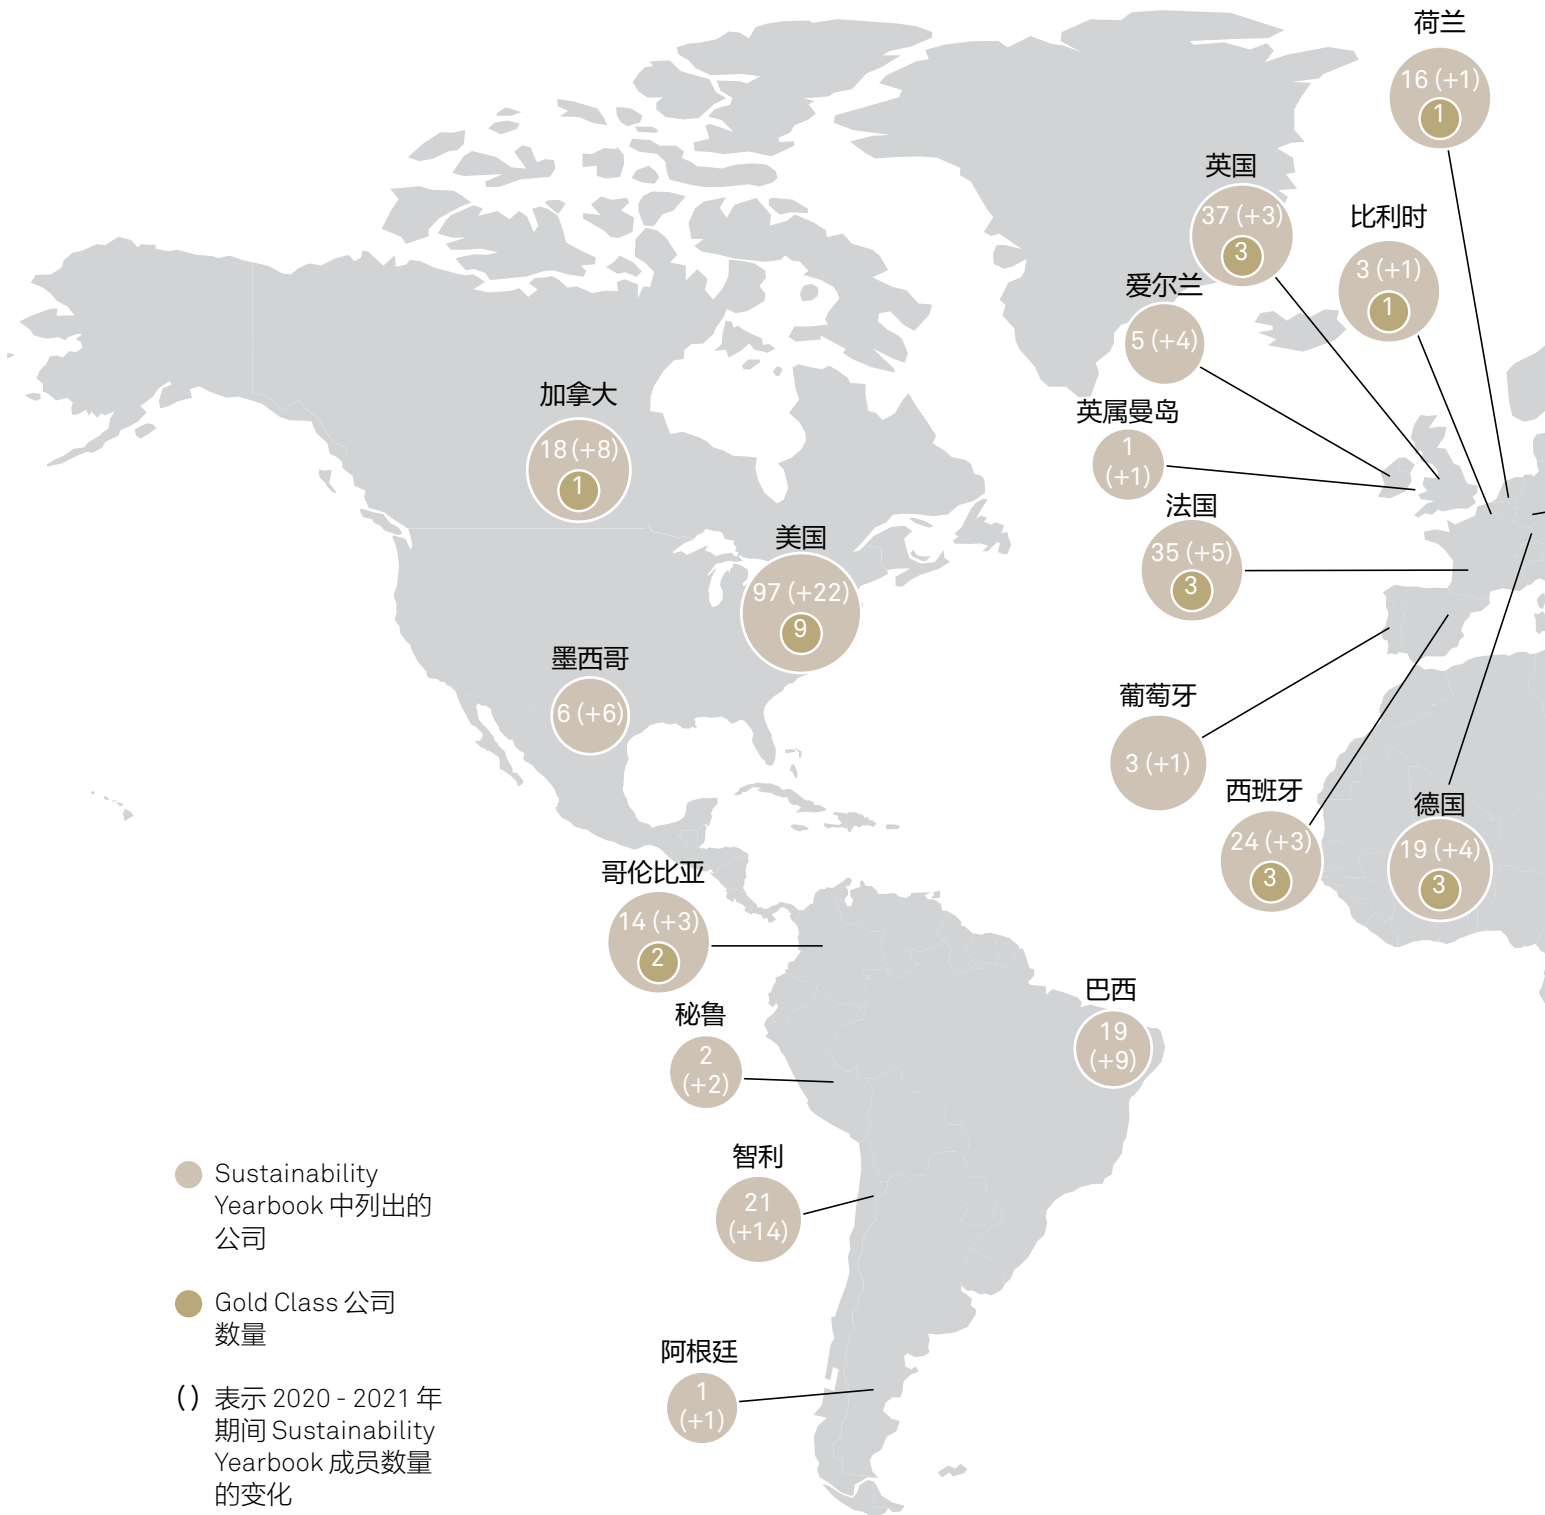 荷兰
16 (+1)
1
英国
37 (+3)
3
比利时
3 (+1)
1
爱尔兰
5 (+4)
英属曼岛
1
(+1)
加拿大
18 (+8)
1
法国
35 (+5)
3
美国
97 (+22)
9
墨西哥
6 (+6)
葡萄牙
3 (+1)
西班牙
24 (+3)
3
德国
19 (+4)
3
哥伦比亚
14 (+3)
2
巴西
19
(+9)
秘鲁
2
(+2)
智利
21
(+14)
阿根廷
1
(+1)
Sustainability
Yearbook 中列出的
公司
Gold Class 公司
数量
( ) 表示 2020 - 2021 年
期间 Sustainability
Yearbook 成员数量
的变化